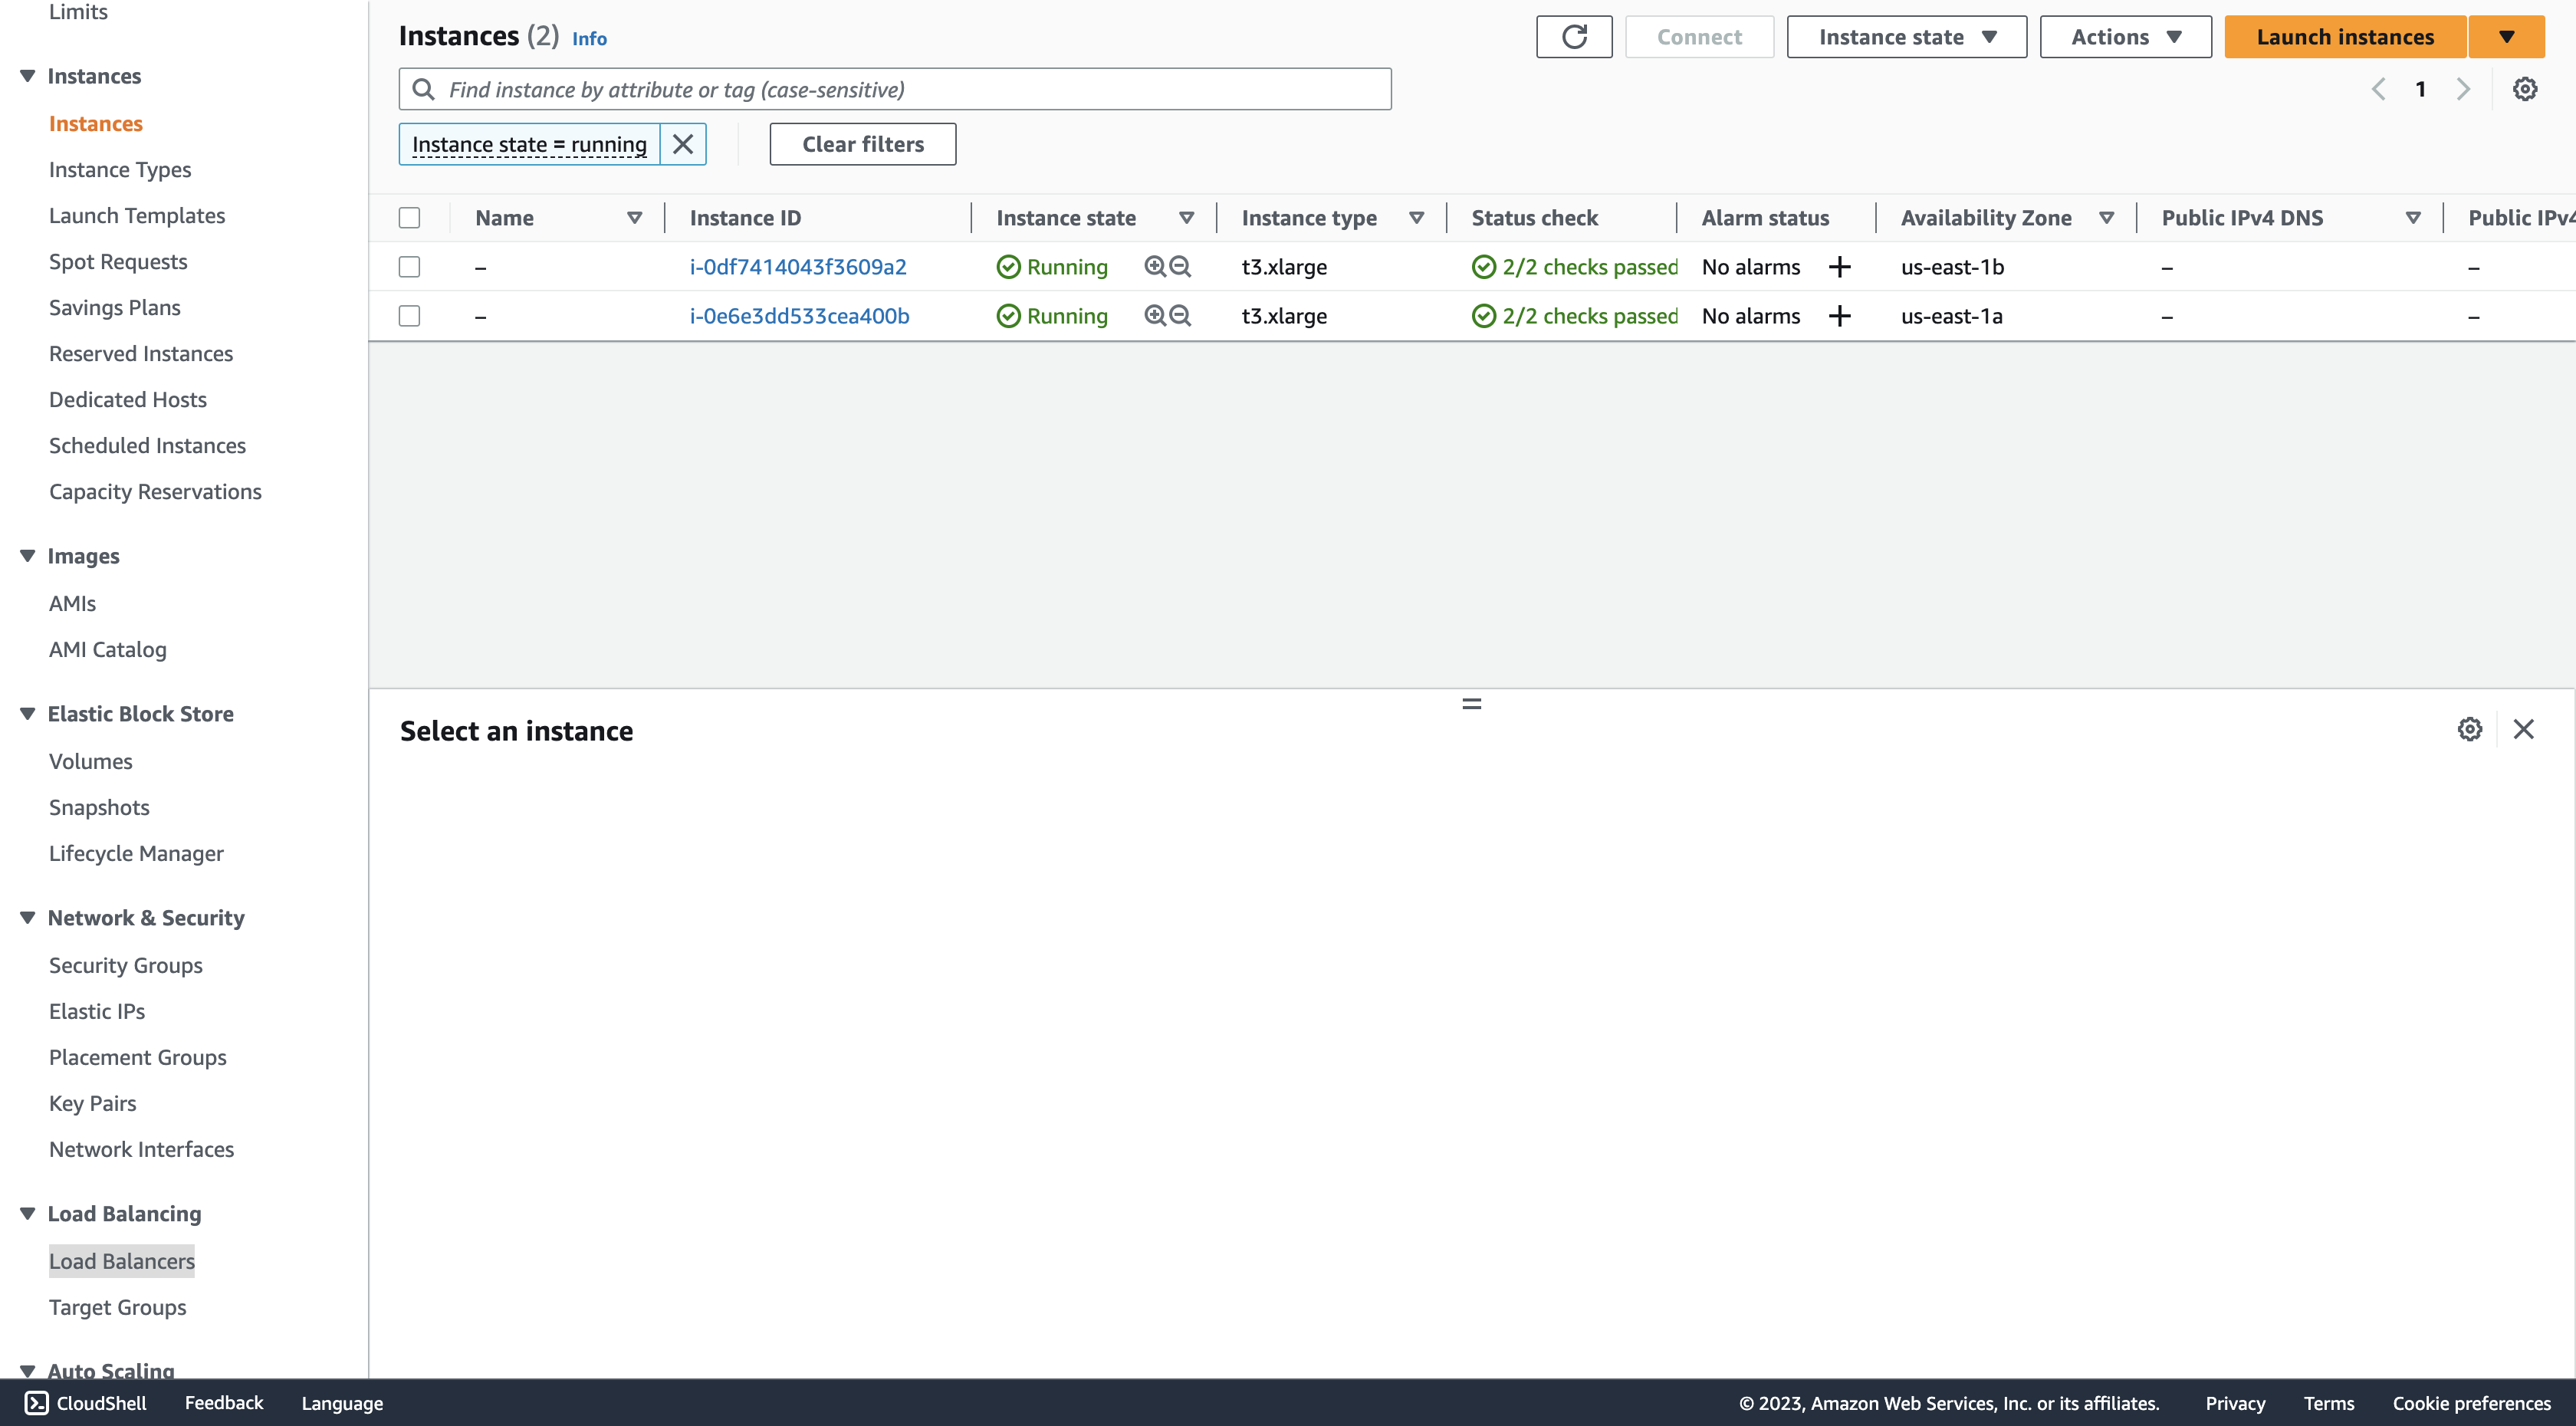 Limits
Instances
Instances
Instance Types
Launch Templates
Spot Requests
Savings Plans
Reserved Instances
Dedicated Hosts
Scheduled Instances
Capacity Reservations
Images
AMIs
AMI Catalog
Elastic Block Store
Volumes
Snapshots
Lifecycle Manager
Network & Security
Security Groups
Elastic IPs
Placement Groups
Key Pairs
Network Interfaces
Load Balancing
Load Balancers
Target Groups
Auto Scaling
Instances (2) Info
Connect Instance state Actions Launch instances
Find instance by attribute or tag (case-sensitive)
1
Instance state = running Clear filters
Name Instance ID Instance state Instance type Status check Alarm status Availability Zone Public IPv4 DNS Public IPv4
– i-0df7414043f3609a2 Running t3.xlarge 2/2 checks passed No alarms + us-east-1b – –
– i-0e6e3dd533cea400b Running t3.xlarge 2/2 checks passed No alarms + us-east-1a – –
Select an instance
CloudShell Feedback Language © 2023, Amazon Web Services, Inc. or its affiliates. Privacy Terms Cookie preferences